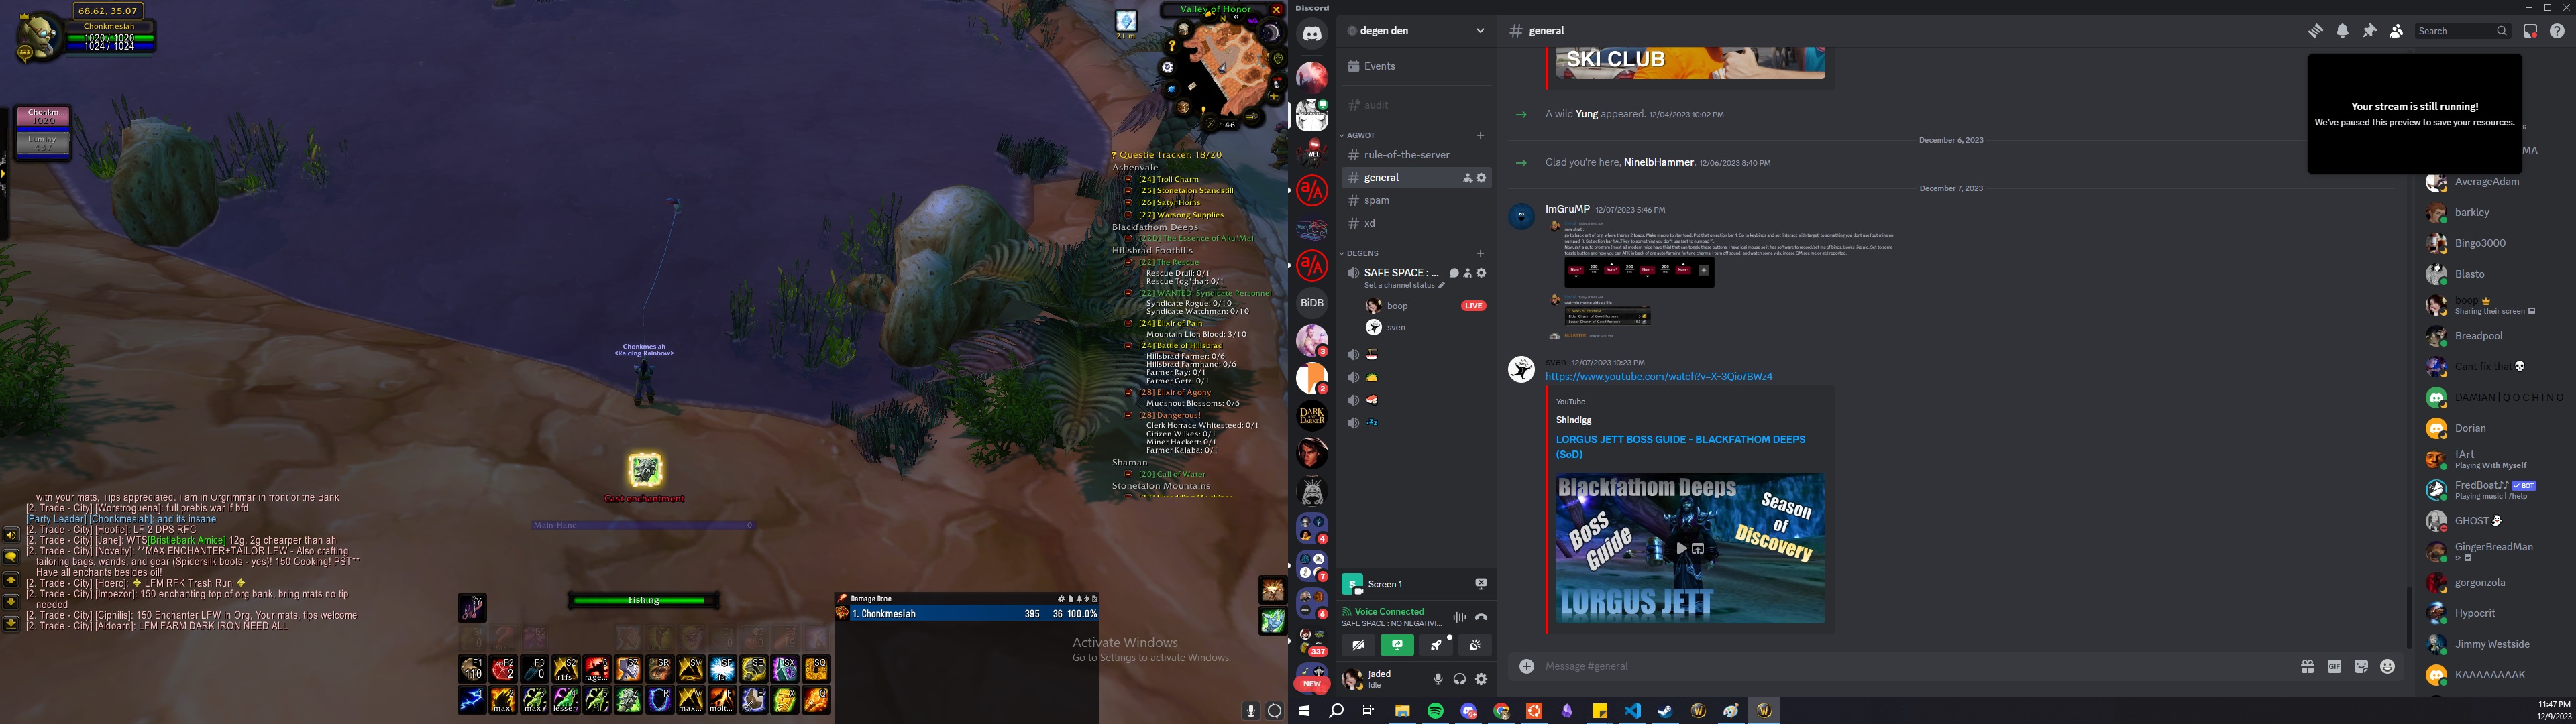 68.62, 35.07
Chonkmesiah
1020 / 1020
1024 / 1024
zzz
Chonkm...
1020
Luminy
437
21 m
Valley of Honor
N
Questie Tracker: 18/20
Ashenvale
[24] Troll Charm
[25] Stonetalon Standstill
[26] Satyr Horns
[27] Warsong Supplies
Blackfathom Deeps
[22D] The Essence of Aku'Mai
Hillsbrad Foothills
[22] The Rescue
Rescue Drull: 0/1
Rescue Tog'thar: 0/1
[22] WANTED: Syndicate Personnel
Syndicate Rogue: 0/10
Syndicate Watchman: 0/10
[24] Elixir of Pain
Mountain Lion Blood: 3/10
[24] Battle of Hillsbrad
Hillsbrad Farmer: 0/6
Hillsbrad Farmhand: 0/6
Farmer Ray: 0/1
Farmer Getz: 0/1
[28] Elixir of Agony
Mudsnout Blossoms: 0/6
[28] Dangerous!
Clerk Horrace Whitesteed: 0/1
Citizen Wilkes: 0/1
Miner Hackett: 0/1
Farmer Kalaba: 0/1
Shaman
[20] Call of Water
Stonetalon Mountains
Chonkmesiah
<Raiding Rainbow>
Cast enchantment
Main-Hand 0
with your mats, Tips appreciated. I am in Orgrimmar in front of the Bank
[2. Trade - City] [Worstroguena]: full prebis war lf bfd
[Party Leader] [Chonkmesiah]: and its insane
[2. Trade - City] [Hoofie]: LF 2 DPS RFC
[2. Trade - City] [Jane]: WTS[Bristlebark Amice] 12g, 2g chearper than ah
[2. Trade - City] [Novelty]: **MAX ENCHANTER+TAILOR LFW - Also crafting
tailoring bags, wands, and gear (Spidersilk boots - yes)! 150 Cooking! PST**
Have all enchants besides oil!
[2. Trade - City] [Hoerc]: LFM RFK Trash Run
[2. Trade - City] [Impezor]: 150 enchanting top of org bank, bring mats no tip
needed
[2. Trade - City] [Ciphilis]: 150 Enchanter LFW in Org, Your mats, tips welcome
[2. Trade - City] [Aldoarn]: LFM FARM DARK IRON NEED ALL
Fishing
Damage Done
1. Chonkmesiah 395 36 100.0%
Activate Windows
Go to Settings to activate Windows.
Discord
degen den
Events
audit
AGWOT
rule-of-the-server
general
spam
xd
DEGENS
SAFE SPACE : ...
Set a channel status
boop LIVE
sven
BiDB
3
2
DARK AND DARKER
4
7
6
337
NEW
Screen 1
Voice Connected
SAFE SPACE : NO NEGATIVI...
jaded
Idle
general
Search
SKI CLUB
A wild Yung appeared. 12/04/2023 10:02 PM
December 6, 2023
Glad you're here, NinelbHammer. 12/06/2023 8:40 PM
December 7, 2023
ImGruMP 12/07/2023 5:46 PM
sven 12/07/2023 10:23 PM
https://www.youtube.com/watch?v=X-3Qio7BWz4
YouTube
Shindigg
LORGUS JETT BOSS GUIDE - BLACKFATHOM DEEPS
(SoD)
Blackfathom Deeps
Boss Guide
Season of Discovery
LORGUS JETT
Message #general
GIF
Your stream is still running!
We've paused this preview to save your resources.
MA
AverageAdam
barkley
Bingo3000
Blasto
boop
Sharing their screen
Breadpool
Cant fix that
DAMIAN | Q O C H I N O
Dorian
fArt
Playing With Myself
FredBoat♪♪ BOT
Playing music | /help
GHOST
GingerBreadMan
gorgonzola
Hypocrit
Jimmy Westside
KAAAAAAAAK
11:47 PM
12/9/2023